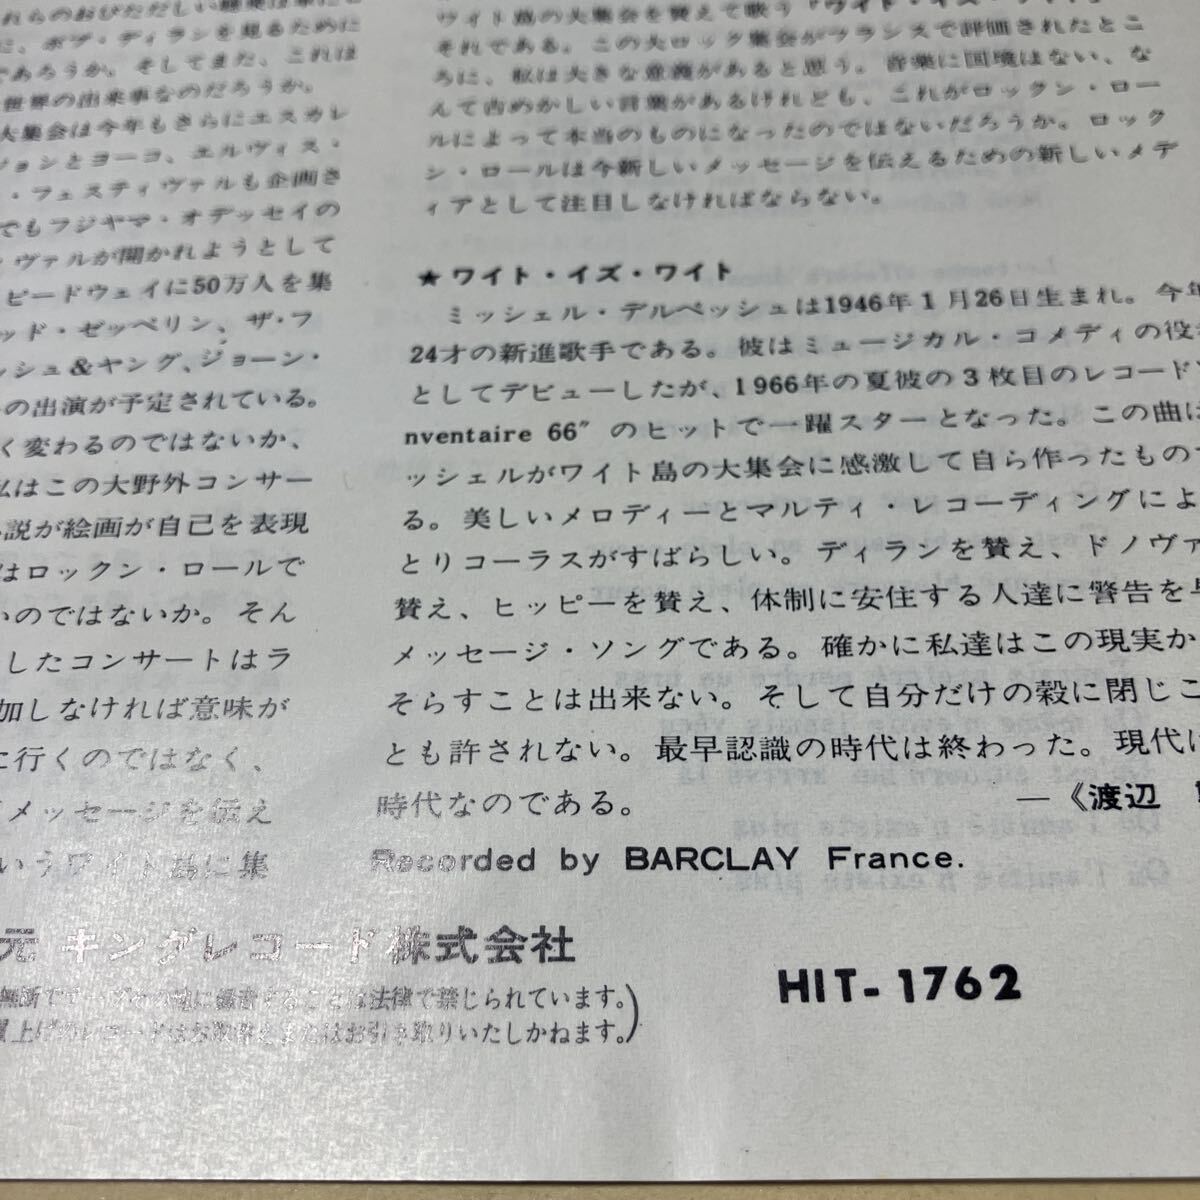 に、ボブ・ディランを見るために
であろうか。そしてまた、これは
世界の出来事なのだろうか。
大集会は今年もさらにエスカレ
ジョンとヨーコ、エルヴィス・
・フェスティヴァルも企画さ
でもフジヤマ・オデッセイの
ヴァルが開かれようとして
ピードウェイに50万人を集
ッド・ゼッペリン、ザ・フ
ッシュ&ヤング、ジョーン・
の出演が予定されている。
く変わるのではないか、
私はこの大野外コンサー
説が絵画が自己を表現
はロックン・ロールで
いのではないか。そん
したコンサートはラ
加しなければ意味が
に行くのではなく、
メッセージを伝え
いうワイト島に集
ワイト島の大集会を賛えて歌う「ワイト・イズ・
それである。この大ロック集会がフランスで評価されたとこ
ろに、私は大きな意義があると思う。音楽に国境はない、な
んて古めかしい言葉があるけれども、これがロックン・ロー
ルによって本当のものになったのではないだろうか。ロック
ン・ロールは今新しいメッセージを伝えるための新しいメデ
ィアとして注目しなければならない。
★ワイト・イズ・ワイト
ミッシェル・デルペッシュは1946年1月26日生まれ。今年
24才の新進歌手である。彼はミュージカル・コメディの役
としてデビューしたが、1966年の夏彼の3枚目のレコード
nventaire 66″のヒットで一躍スターとなった。この曲は
ッシェルがワイト島の大集会に感激して自ら作ったもの
る。美しいメロディーとマルティ・レコーディングによ
とりコーラスがすばらしい。ディランを賛え、ドノヴァ
賛え、ヒッピーを賛え、体制に安住する人達に警告を
メッセージ・ソングである。確かに私達はこの現実か
そらすことは出来ない。そして自分だけの殻に閉じこ
とも許されない。最早認識の時代は終わった。現代は
時代なのである。
―《渡辺
Recorded by BARCLAY France.
元 キングレコード株式会社
無断でテープその他に録音することは法律で禁じられています。
上げのレコードはお取替えまたはお引き取りいたしかねます。)
HIT-1762